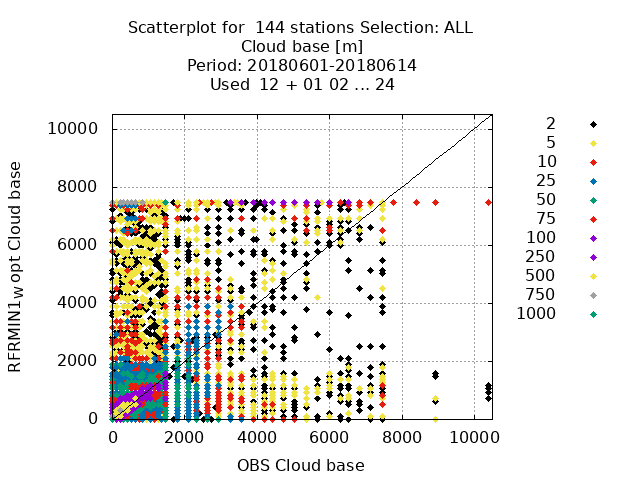 Scatterplot for  144 stations Selection: ALL
Cloud base [m]
Period: 20180601-20180614
Used  12 + 01 02 ... 24
RFRMIN1W opt Cloud base
10000
8000
6000
4000
2000
0
0 2000 4000 6000 8000 10000
OBS Cloud base
2
5
10
25
50
75
100
250
500
750
1000